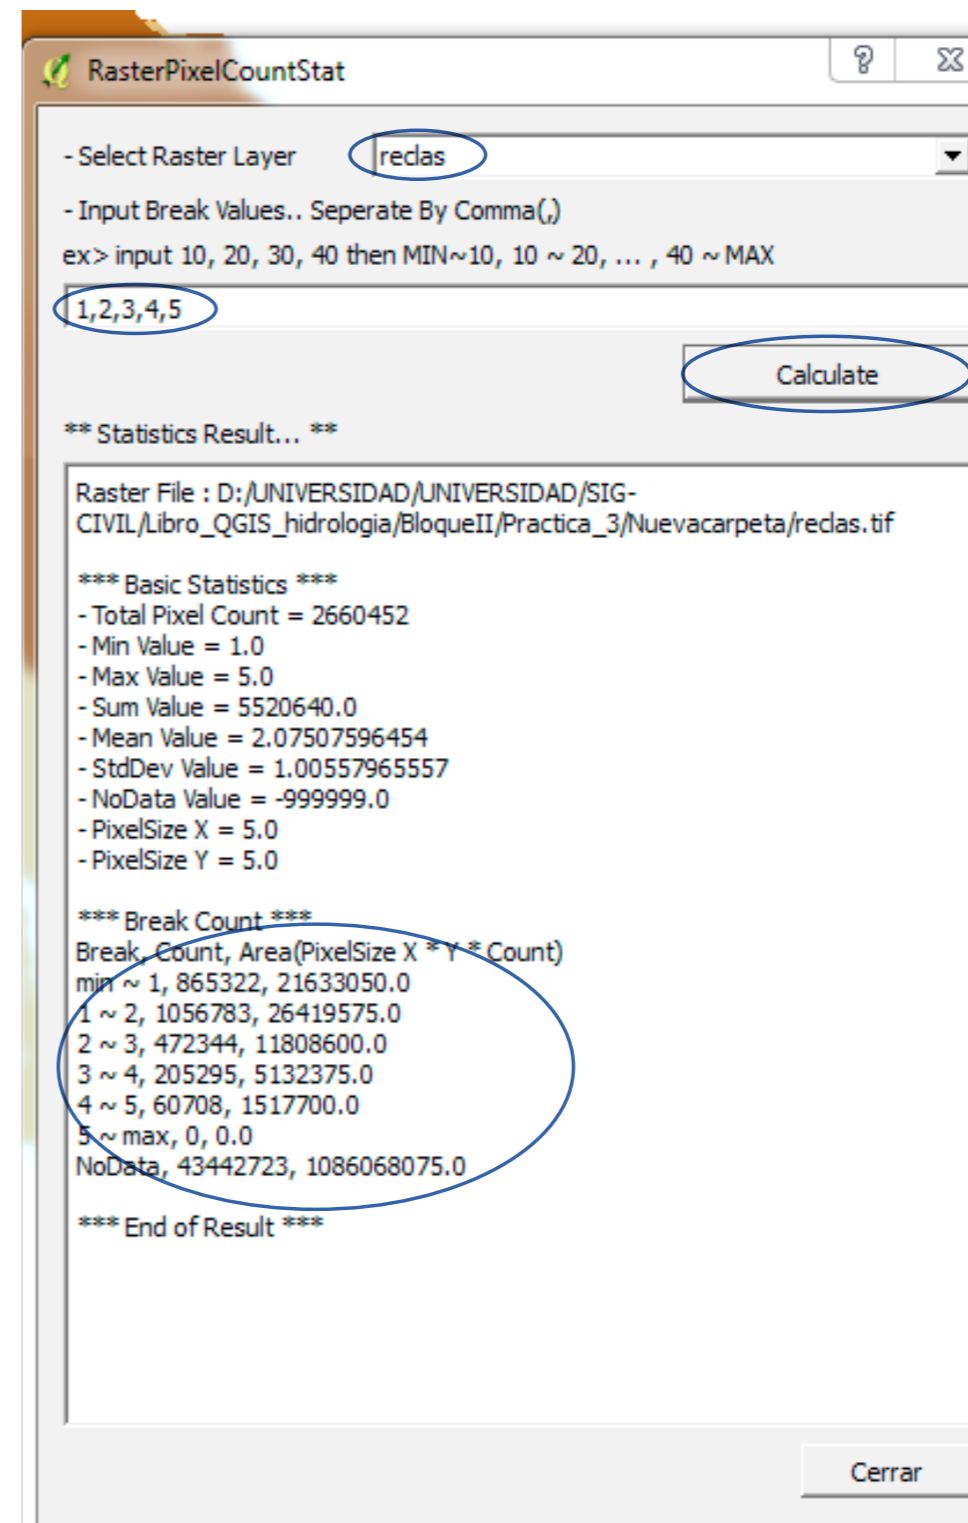 RasterPixelCountStat
- Select Raster Layer reclas
- Input Break Values.. Seperate By Comma(,)
ex> input 10, 20, 30, 40 then MIN~10, 10 ~ 20, ... , 40 ~ MAX
1,2,3,4,5
Calculate
** Statistics Result... **
Raster File : D:/UNIVERSIDAD/UNIVERSIDAD/SIG-
CIVIL/Libro_QGIS_hidrologia/BloqueII/Practica_3/Nuevacarpeta/reclas.tif
*** Basic Statistics ***
- Total Pixel Count = 2660452
- Min Value = 1.0
- Max Value = 5.0
- Sum Value = 5520640.0
- Mean Value = 2.07507596454
- StdDev Value = 1.00557965557
- NoData Value = -999999.0
- PixelSize X = 5.0
- PixelSize Y = 5.0
*** Break Count ***
Break, Count, Area(PixelSize X * Y * Count)
min ~ 1, 865322, 21633050.0
1 ~ 2, 1056783, 26419575.0
2 ~ 3, 472344, 11808600.0
3 ~ 4, 205295, 5132375.0
4 ~ 5, 60708, 1517700.0
5 ~ max, 0, 0.0
NoData, 43442723, 1086068075.0
*** End of Result ***
Cerrar